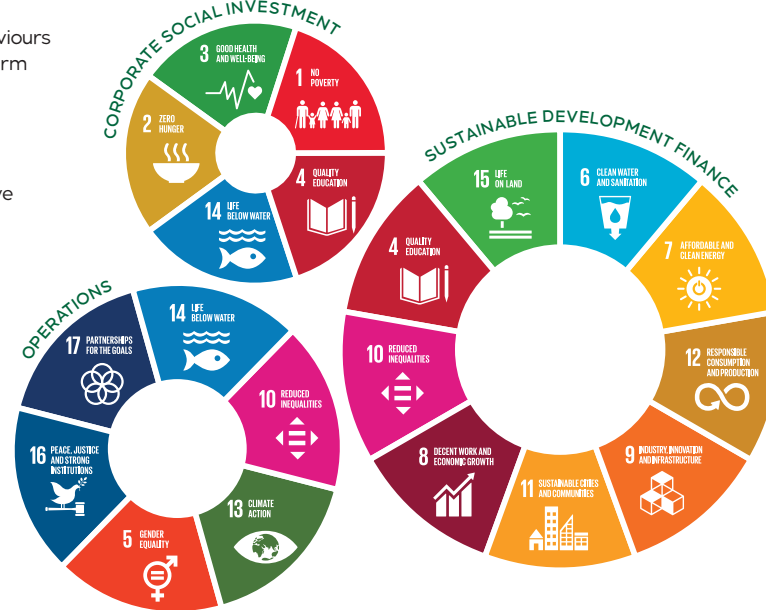 viours
rm
ve
CORPORATE SOCIAL INVESTMENT
3 GOOD HEALTH
AND WELL-BEING
1 NO
POVERTY
2 ZERO
HUNGER
4 QUALITY
EDUCATION
14 LIFE
BELOW WATER
SUSTAINABLE DEVELOPMENT FINANCE
15 LIFE
ON LAND
6 CLEAN WATER
AND SANITATION
4 QUALITY
EDUCATION
7 AFFORDABLE AND
CLEAN ENERGY
10 REDUCED
INEQUALITIES
12 RESPONSIBLE
CONSUMPTION
AND PRODUCTION
8 DECENT WORK AND
ECONOMIC GROWTH
9 INDUSTRY, INNOVATION
AND INFRASTRUCTURE
11 SUSTAINABLE CITIES
AND COMMUNITIES
OPERATIONS
14 LIFE
BELOW WATER
17 PARTNERSHIPS
FOR THE GOALS
10 REDUCED
INEQUALITIES
16 PEACE, JUSTICE
AND STRONG
INSTITUTIONS
13 CLIMATE
ACTION
5 GENDER
EQUALITY